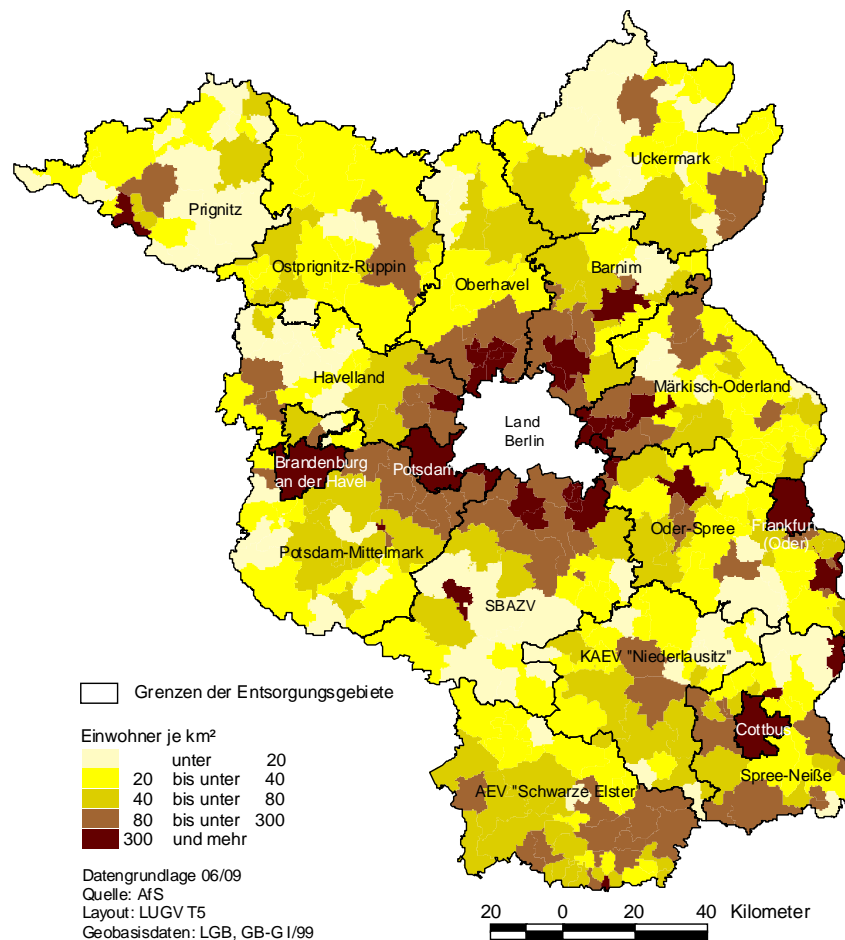 Uckermark
Prignitz
Ostprignitz-Ruppin
Barnim
Oberhavel
Havelland
Märkisch-Oderland
Land
Berlin
Brandenburg
an der Havel
Potsdam
Oder-Spree
Frankfurt
(Oder)
Potsdam-Mittelmark
SBAZV
KAEV "Niederlausitz"
Cottbus
Spree-Neiße
AEV "Schwarze Elster
Grenzen der Entsorgungsgebiete
Einwohner je km²
unter 20
20 bis unter 40
40 bis unter 80
80 bis unter 300
300 und mehr
Datengrundlage 06/09
Quelle: AfS
Layout: LUGV T5
Geobasisdaten: LGB, GB-G I/99
20 0 20 40 Kilometer